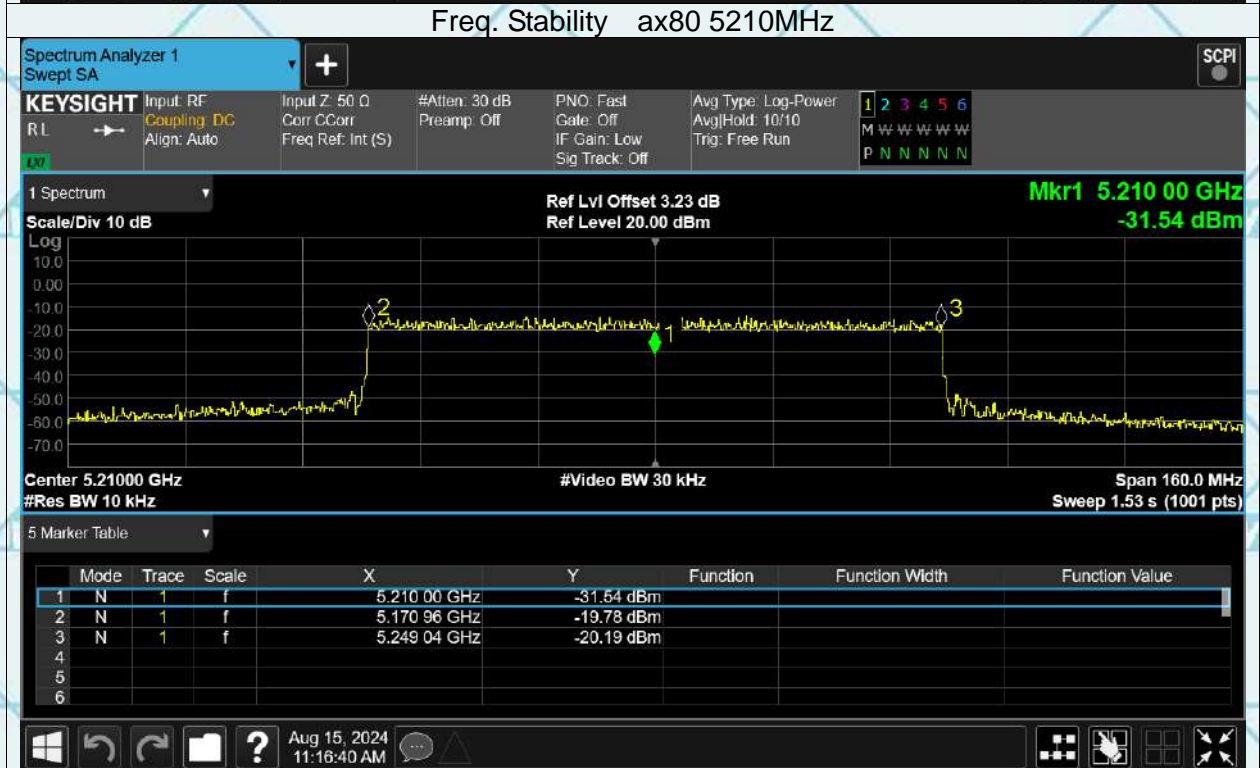 Freq. Stability ax80 5210MHz
Spectrum Analyzer 1
Swept SA
+
SCPI
KEYSIGHT
RL
LXI
Input: RF
Coupling: DC
Align: Auto
Input Z: 50 Ω
Corr CCorr
Freq Ref: Int (S)
#Atten: 30 dB
Preamp: Off
PNO: Fast
Gate: Off
IF Gain: Low
Sig Track: Off
Avg Type: Log-Power
Avg|Hold: 10/10
Trig: Free Run
1 2 3 4 5 6
M W W W W W
P N N N N N
1 Spectrum
Scale/Div 10 dB
Ref Lvl Offset 3.23 dB
Ref Level 20.00 dBm
Mkr1 5.210 00 GHz
-31.54 dBm
Log
10.0
0.00
-10.0
-20.0
-30.0
-40.0
-50.0
-60.0
-70.0
2
1
3
Center 5.21000 GHz
#Res BW 10 kHz
#Video BW 30 kHz
Span 160.0 MHz
Sweep 1.53 s (1001 pts)
5 Marker Table
Mode Trace Scale X Y Function Function Width Function Value
1 N 1 f 5.210 00 GHz -31.54 dBm
2 N 1 f 5.170 96 GHz -19.78 dBm
3 N 1 f 5.249 04 GHz -20.19 dBm
4
5
6
?
Aug 15, 2024
11:16:40 AM